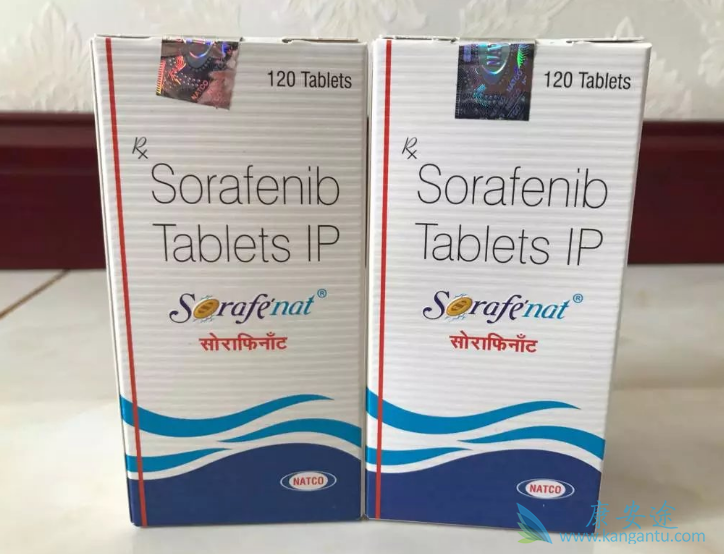 120 Tablets
Rx
Sorafenib
Tablets IP
Sorafenat®
सोराफिनॉंट
NATCO
NATCO
120 Tablets
Rx
Sorafenib
Tablets IP
Sorafenat®
सोराफिनॉंट
NATCO
康安途
www.kangantu.com